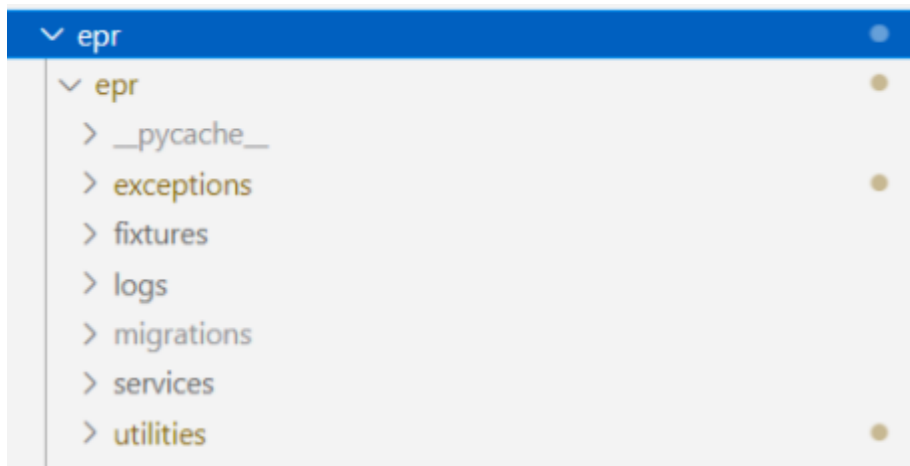 epr
epr
__pycache__
exceptions
fixtures
logs
migrations
services
utilities